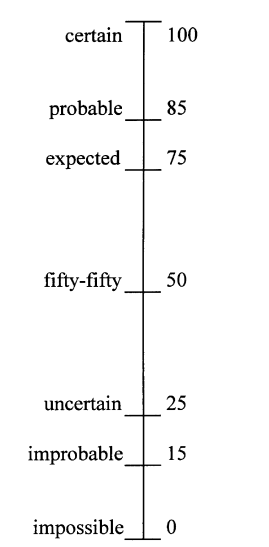 certain 100
probable 85
expected 75
fifty-fifty 50
uncertain 25
improbable 15
impossible 0